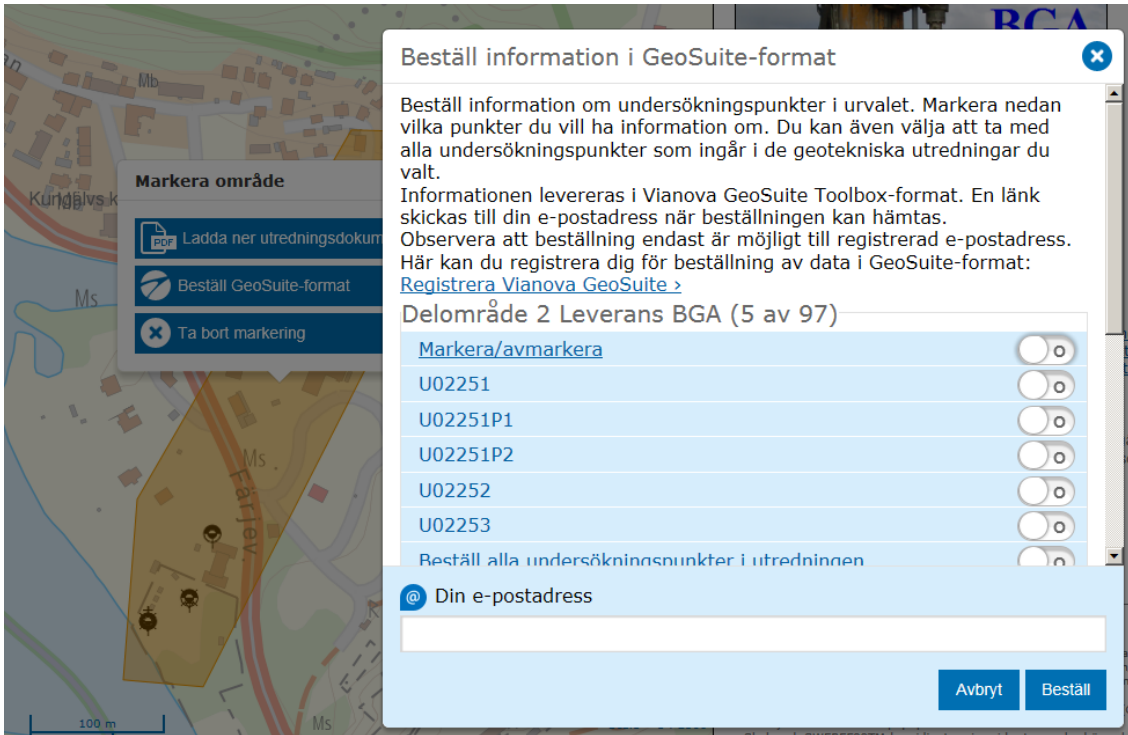 BGA
Beställ information i GeoSuite-format
Beställ information om undersökningspunkter i urvalet. Markera nedan
vilka punkter du vill ha information om. Du kan även välja att ta med
alla undersökningspunkter som ingår i de geotekniska utredningar du
valt.
Informationen levereras i Vianova GeoSuite Toolbox-format. En länk
skickas till din e-postadress när beställningen kan hämtas.
Observera att beställning endast är möjligt till registrerad e-postadress.
Här kan du registrera dig för beställning av data i GeoSuite-format:
Registrera Vianova GeoSuite ›
Delområde 2 Leverans BGA (5 av 97)
Markera/avmarkera
U02251
U02251P1
U02251P2
U02252
U02253
Beställ alla undersökningspunkter i utredningen
@ Din e-postadress
Avbryt Beställ
Mb
Markera område
PDF Ladda ner utredningsdokum
Beställ GeoSuite-format
Ta bort markering
Ms
Ms
Färjev.
Ms
100 m